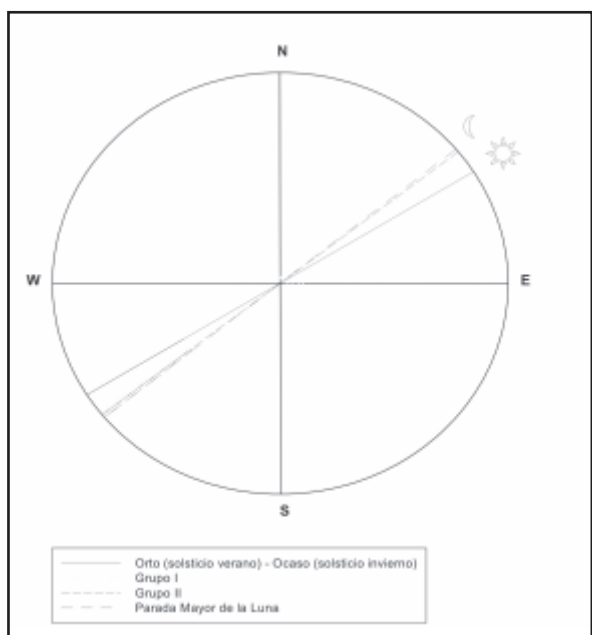 N
W
E
S
Orto (solsticio verano) - Ocaso (solsticio invierno)
Grupo I
Grupo II
Parada Mayor de la Luna